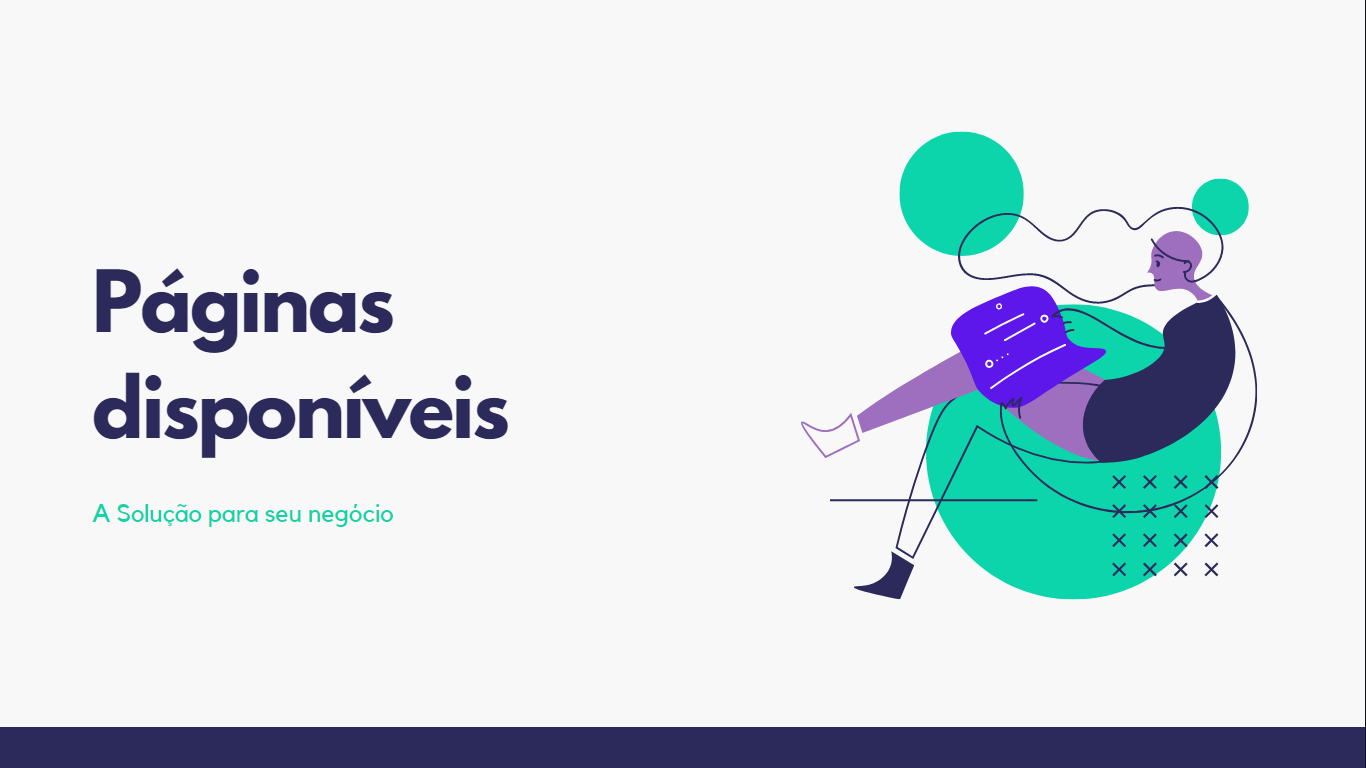 Páginas
disponíveis
A Solução para seu negócio